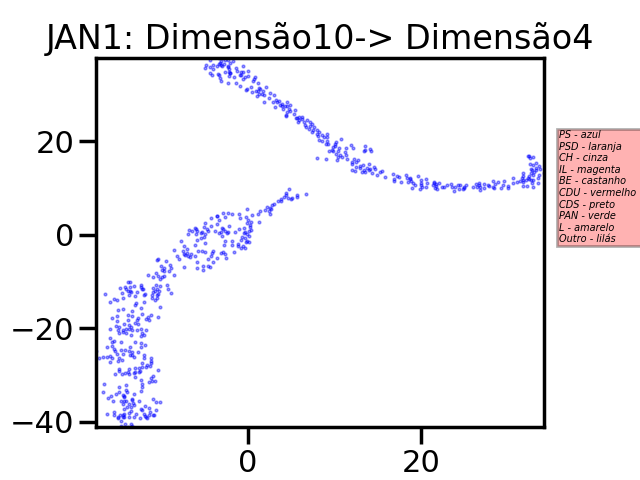 JAN1: Dimensão10-> Dimensão4
20
0
−20
−40
0
20
PS - azul
PSD - laranja
CH - cinza
IL - magenta
BE - castanho
CDU - vermelho
CDS - preto
PAN - verde
L - amarelo
Outro - lilás